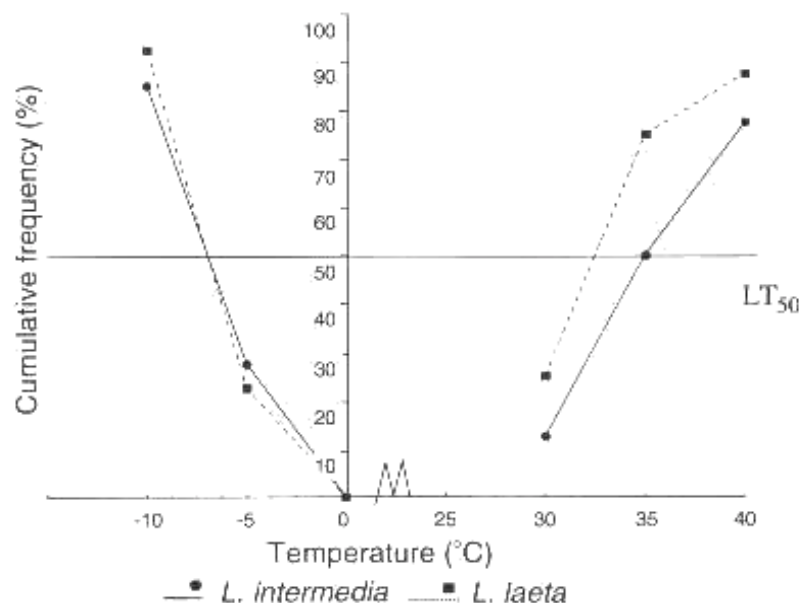 Cumulative frequency (%)
100
90
80
70
60
50
40
30
20
10
LT50
-10 -5 0 25 30 35 40
Temperature (°C)
L. intermedia L. laeta